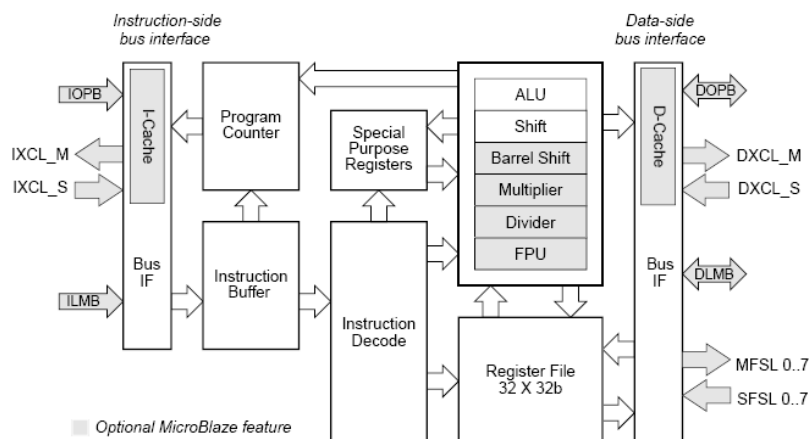 Instruction-side
bus interface
Data-side
bus interface
IOPB
I-Cache
Program
Counter
Special
Purpose
Registers
ALU
Shift
Barrel Shift
Multiplier
Divider
FPU
D-Cache
DOPB
IXCL_M
IXCL_S
DXCL_M
DXCL_S
Bus
IF
ILMB
Instruction
Buffer
Instruction
Decode
Register File
32 X 32b
Bus
IF
DLMB
MFSL 0..7
SFSL 0..7
Optional MicroBlaze feature